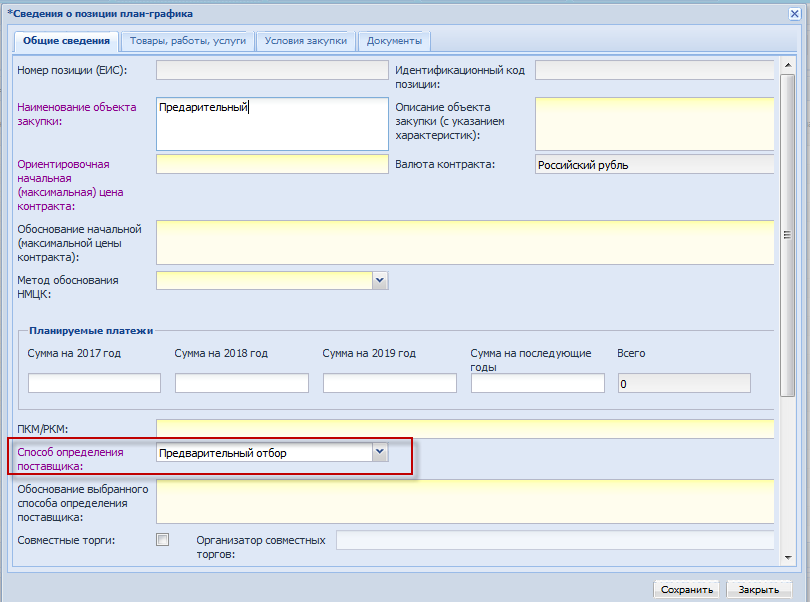 *Сведения о позиции план-графика
Общие сведения
Товары, работы, услуги
Условия закупки
Документы
Номер позиции (ЕИС):
Идентификационный код
позиции:
Наименование объекта
закупки:
Предарительный
Описание объекта
закупки (с указанием
характеристик):
Ориентировочная
начальная
(максимальная) цена
контракта:
Валюта контракта:
Российский рубль
Обоснование начальной
(максимальной цены
контракта):
Метод обоснования
НМЦК:
Планируемые платежи
Сумма на 2017 год
Сумма на 2018 год
Сумма на 2019 год
Сумма на последующие
годы
Всего
0
ПКМ/РКМ:
Способ определения
поставщика:
Предварительный отбор
Обоснование выбранного
способа определения
поставщика:
Совместные торги:
Организатор совместных
торгов:
Сохранить
Закрыть